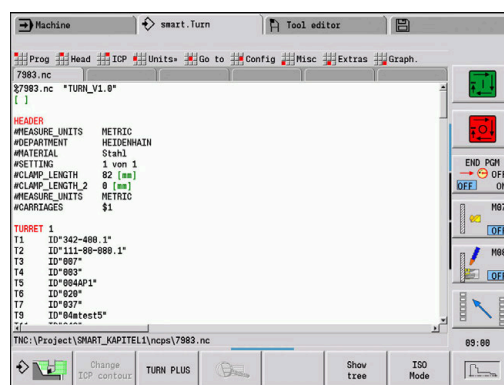 Machine
smart.Turn
Tool editor
Prog Head ICP Units» Go to Config Misc Extras Graph.
7983.nc
%7983.nc "TURN_V1.0"
[ ]
HEADER
#MEASURE_UNITS METRIC
#DEPARTMENT HEIDENHAIN
#MATERIAL Stahl
#SETTING 1 von 1
#CLAMP_LENGTH 82 [mm]
#CLAMP_LENGTH_2 0 [mm]
#MEASURE_UNITS METRIC
#CARRIAGES $1
TURRET 1
T1 ID"342-400.1"
T2 ID"111-80-080.1"
T3 ID"007"
T4 ID"003"
T5 ID"004AP1"
T6 ID"020"
T7 ID"037"
T9 ID"04mtest5"
TNC:\Project\SMART_KAPITEL1\ncps\7983.nc
Change
ICP contour
TURN PLUS
Show
tree
ISO
Mode
END PGM
OFF
OFF ON
OFF
OFF
09:00